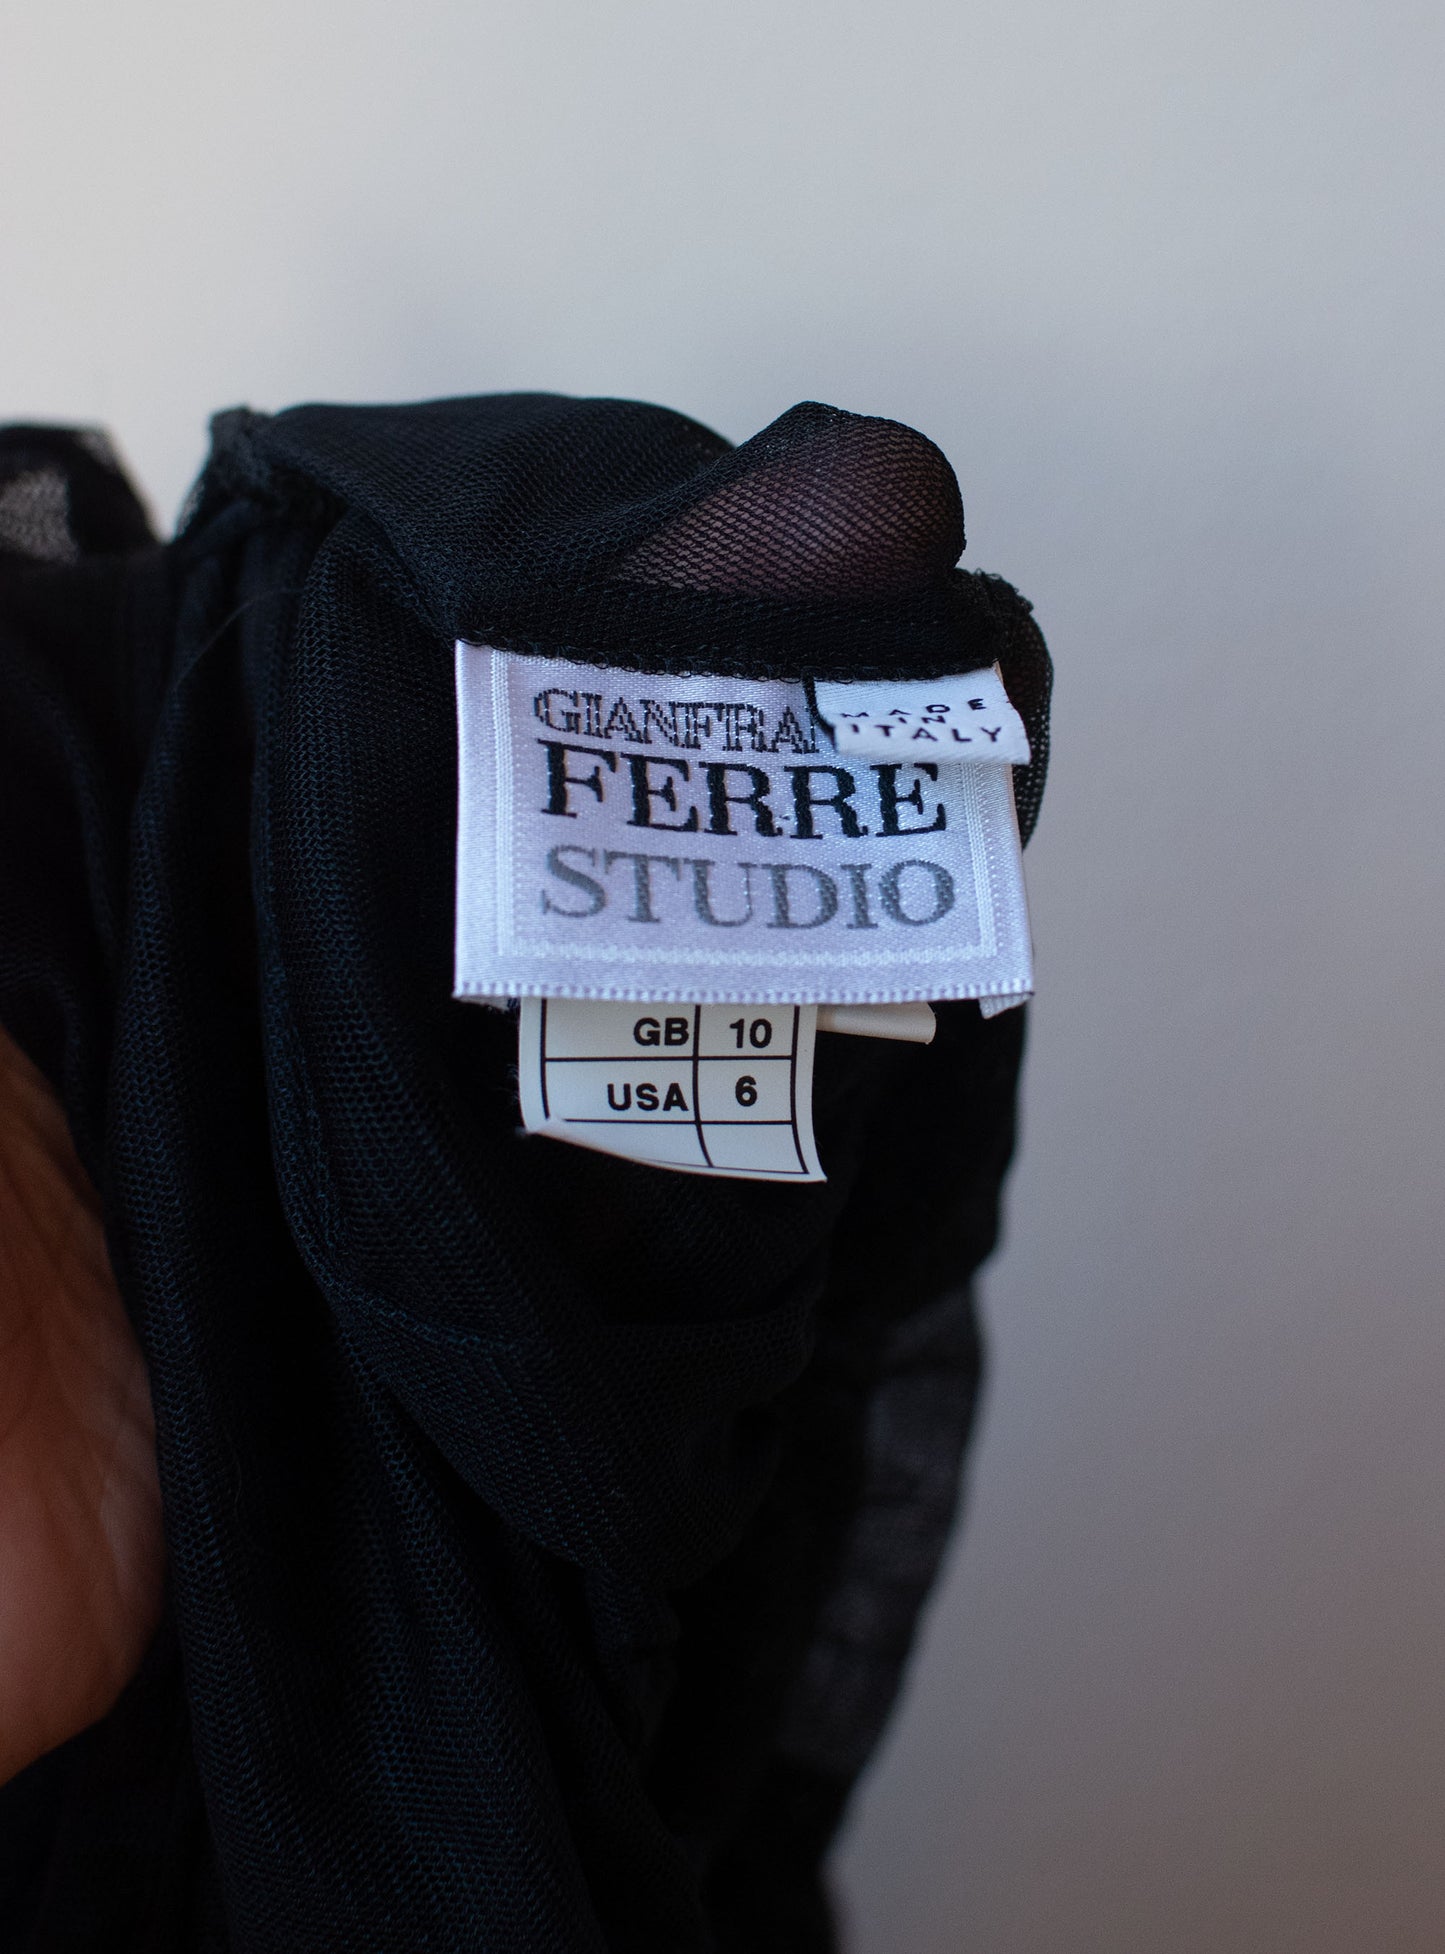 GIANFRA
FERRE
STUDIO
MADE
IN
ITALY
GB 10
USA 6